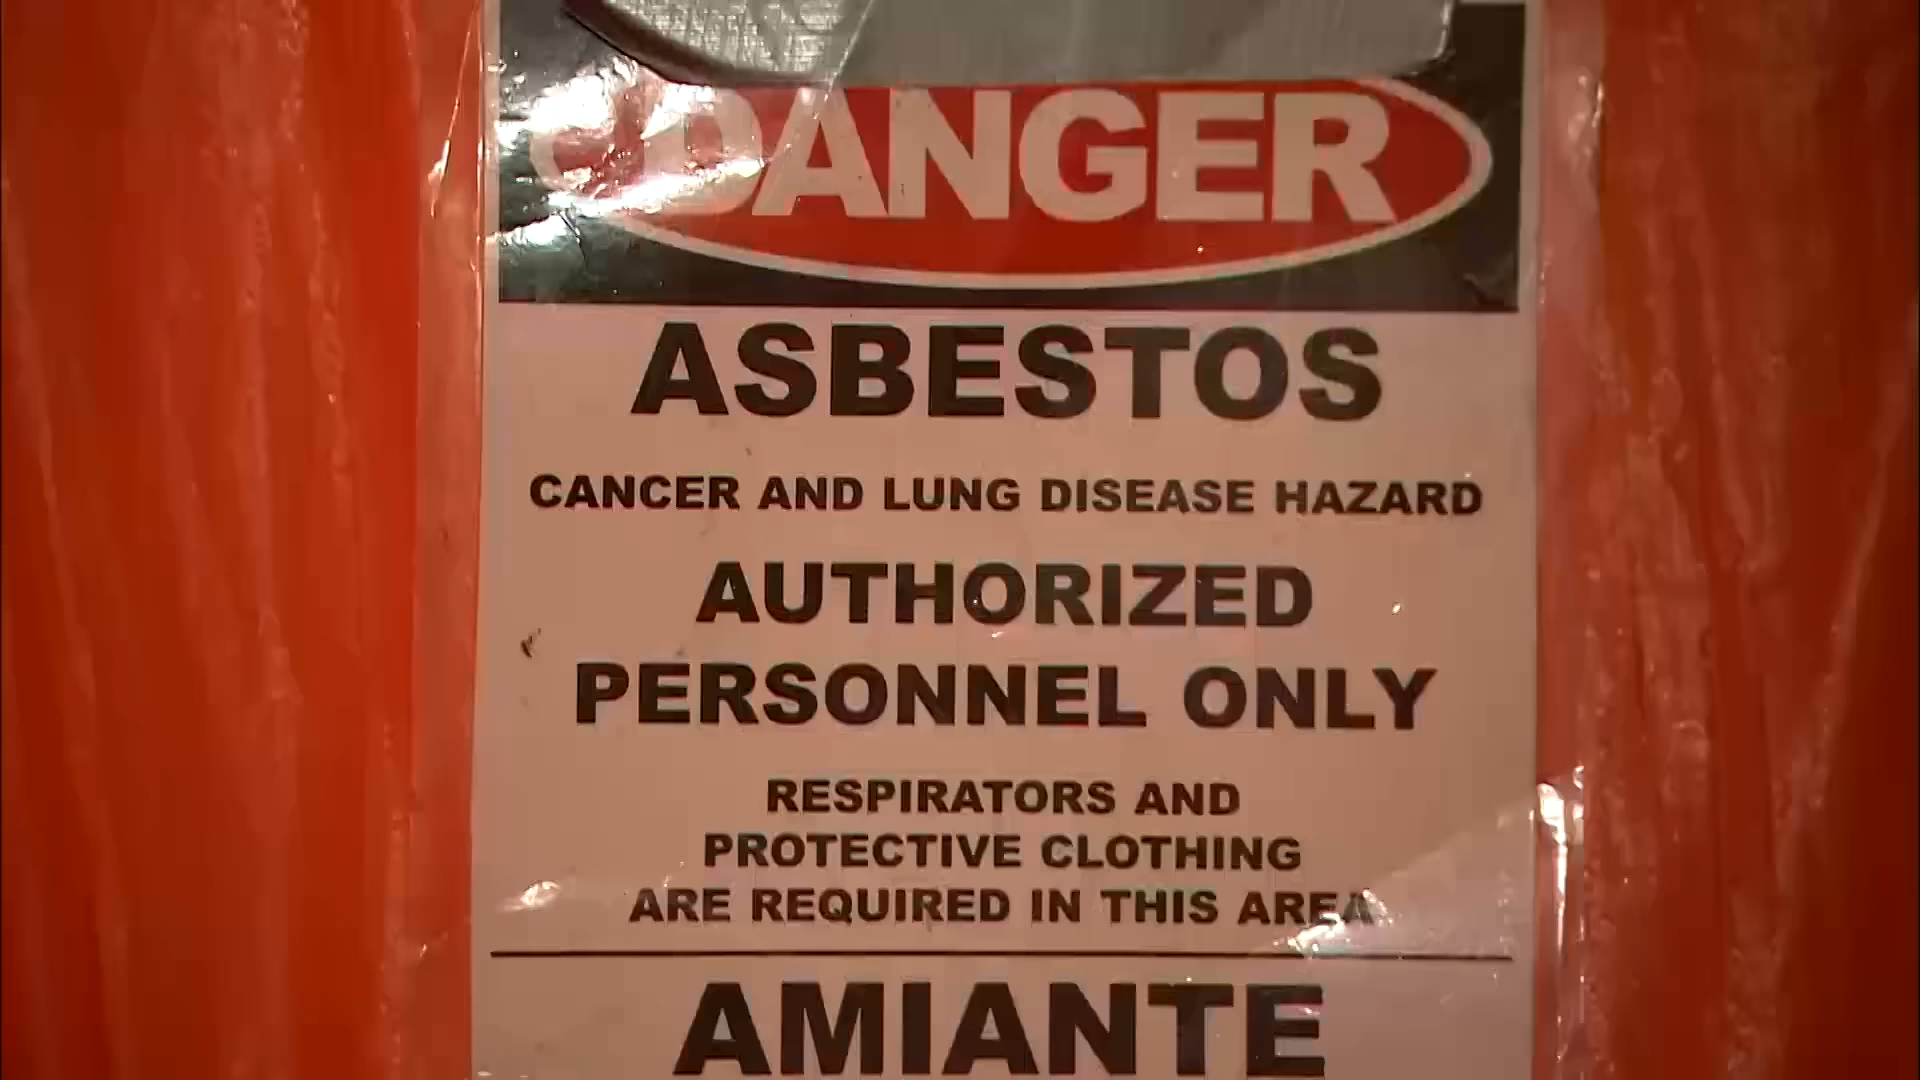 DANGER
ASBESTOS
CANCER AND LUNG DISEASE HAZARD
AUTHORIZED
PERSONNEL ONLY
RESPIRATORS AND
PROTECTIVE CLOTHING
ARE REQUIRED IN THIS AREA
AMIANTE